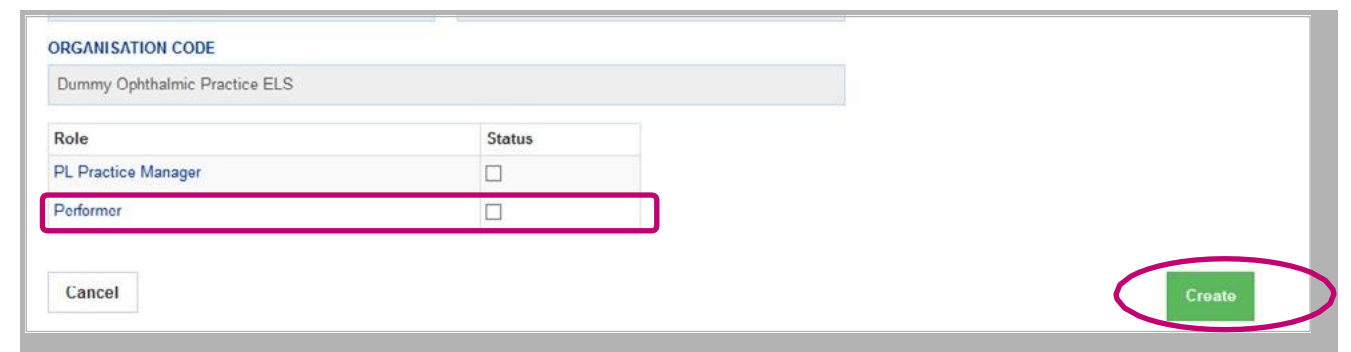 ORGANISATION CODE
Dummy Ophthalmic Practice ELS
Role Status
PL Practice Manager
Performer
Cancel Create